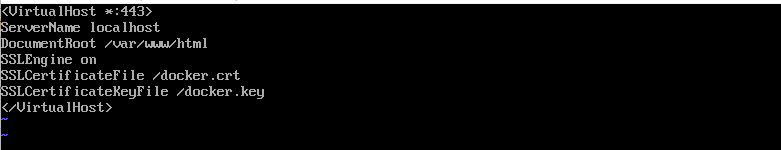 <VirtualHost *:443>
ServerName localhost
DocumentRoot /var/www/html
SSLEngine on
SSLCertificateFile /docker.crt
SSLCertificateKeyFile /docker.key
</VirtualHost>
~
~